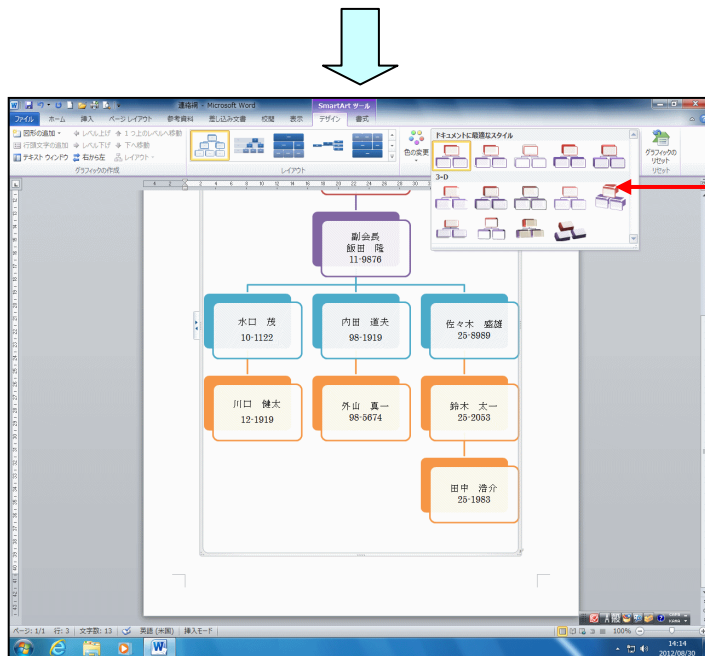 連絡網 - Microsoft Word
SmartArt ツール
ファイル ホーム 挿入 ページ レイアウト 参考資料 差し込み文書 校閲 表示 デザイン 書式
図形の追加 レベル上げ 1 つ上のレベルへ移動
行頭文字の追加 レベル下げ 下へ移動
テキスト ウィンドウ 右から左 レイアウト
グラフィックの作成
レイアウト
色の変更
ドキュメントに最適なスタイル
3-D
グラフィックの
リセット
リセット
副会長
飯田 隆
11-9876
水口 茂
10-1122
内田 道夫
98-1919
佐々木 盛雄
25-8989
川口 健太
12-1919
外山 真一
98-5674
鈴木 太一
25-2053
田中 浩介
25-1983
ページ: 1/1 行: 3 文字数: 13 英語 (米国) 挿入モード
100%
14:14
2012/08/30